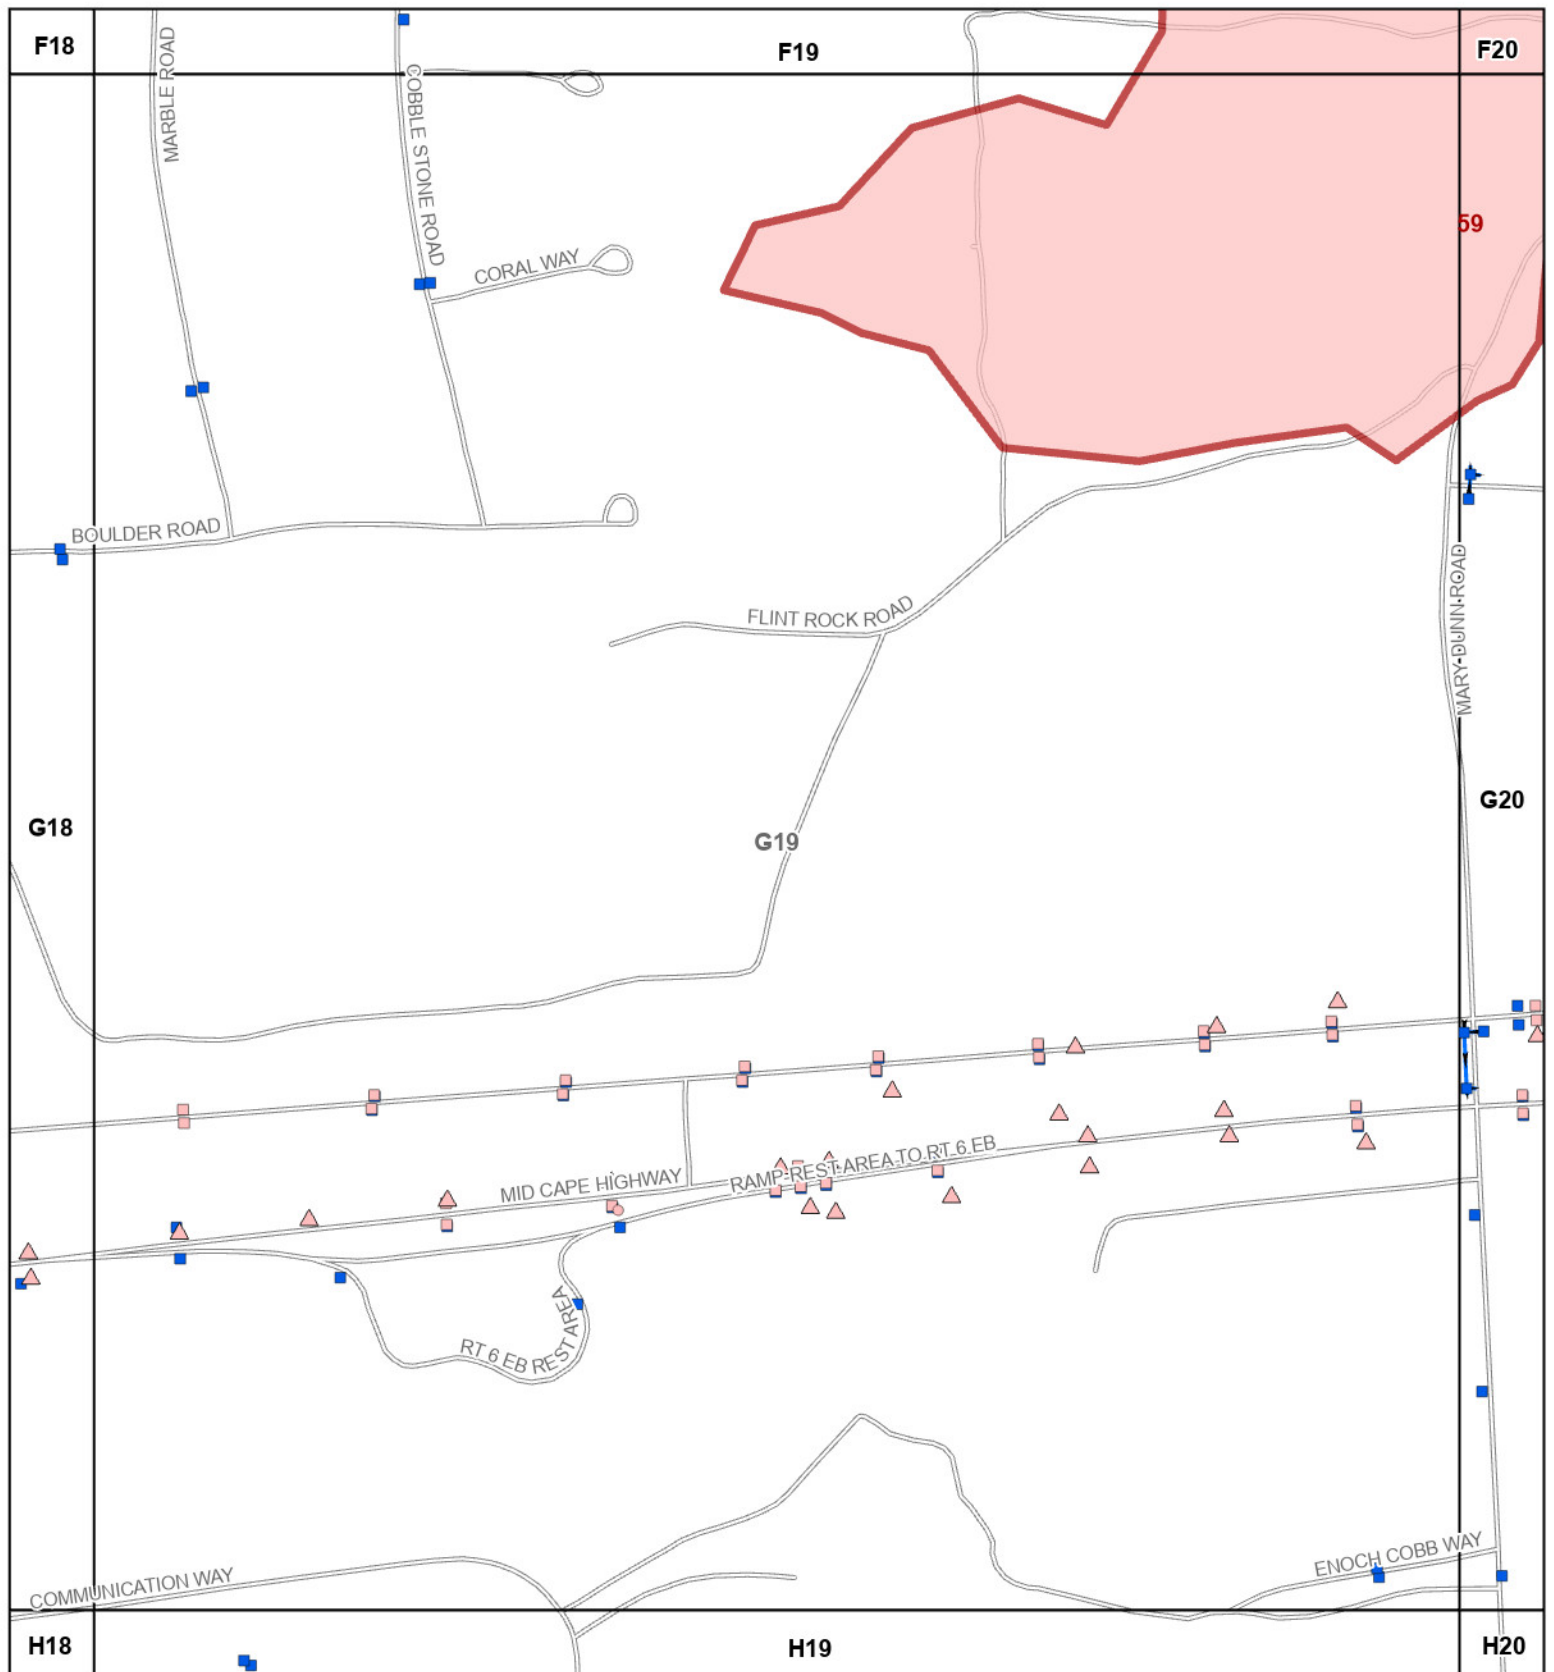 F18
F19
F20
MARBLE ROAD
COBBLE STONE ROAD
59
CORAL WAY
BOULDER ROAD
FLINT ROCK ROAD
MARY DUNN ROAD
G18
G19
G20
RAMP-REST AREA TO RT 6 EB
MID CAPE HIGHWAY
RT 6 EB REST AREA
ENOCH COBB WAY
COMMUNICATION WAY
H18
H19
H20